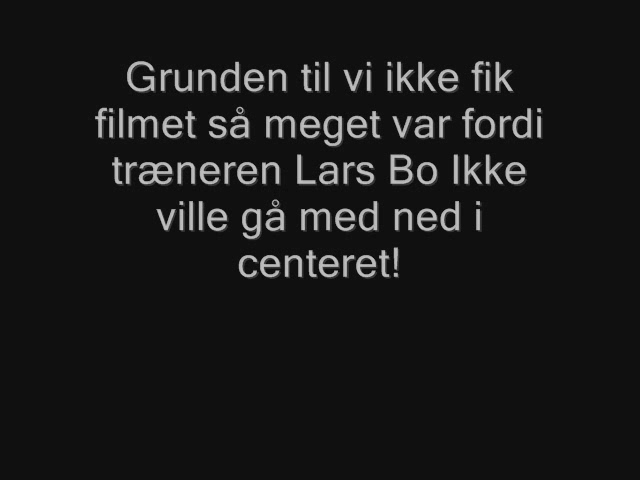 Grunden til vi ikke fik
filmet så meget var fordi
træneren Lars Bo Ikke
ville gå med ned i
centeret!